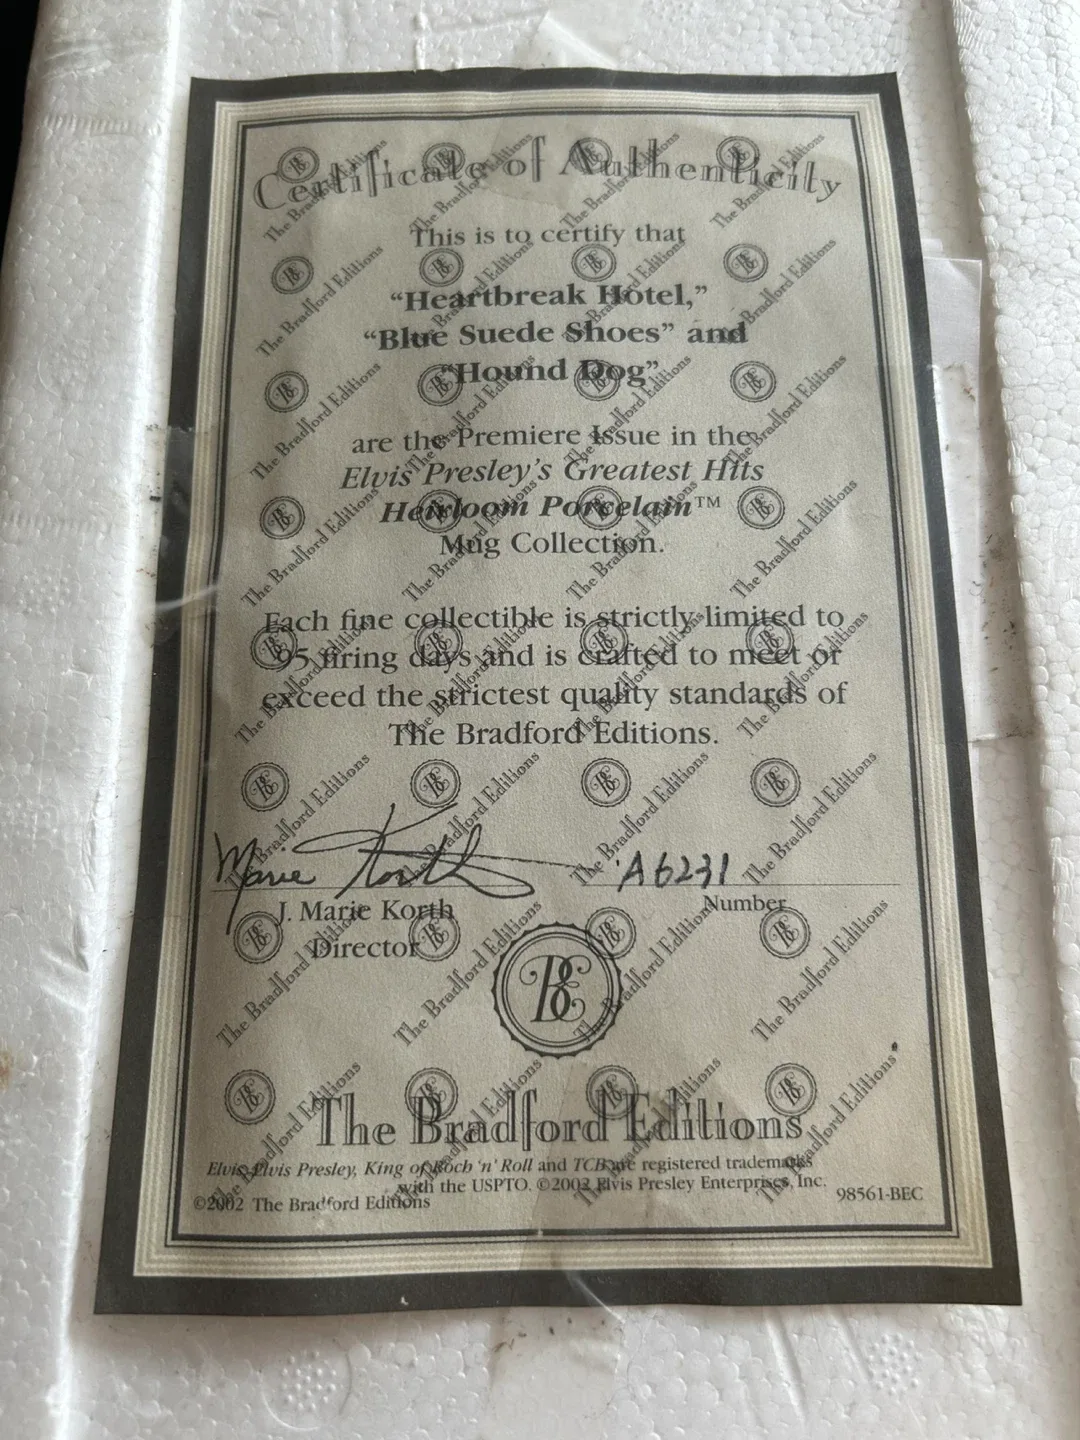 Certificate of Authenticity
This is to certify that
“Heartbreak Hotel,”
“Blue Suede Shoes” and
“Hound Dog”
are the Premiere Issue in the
Elvis Presley’s Greatest Hits
Heirloom Porcelain™
Mug Collection.
Each fine collectible is strictly limited to
95 firing days and is crafted to meet or
exceed the strictest quality standards of
The Bradford Editions.
Marie Korth
A6231
J. Marie Korth
Number
Director
BE
The Bradford Editions
Elvis, Elvis Presley, King of Rock ‘n’ Roll and TCB are registered trademarks
with the USPTO. ©2002 Elvis Presley Enterprises, Inc.
©2002 The Bradford Editions
98561-BEC